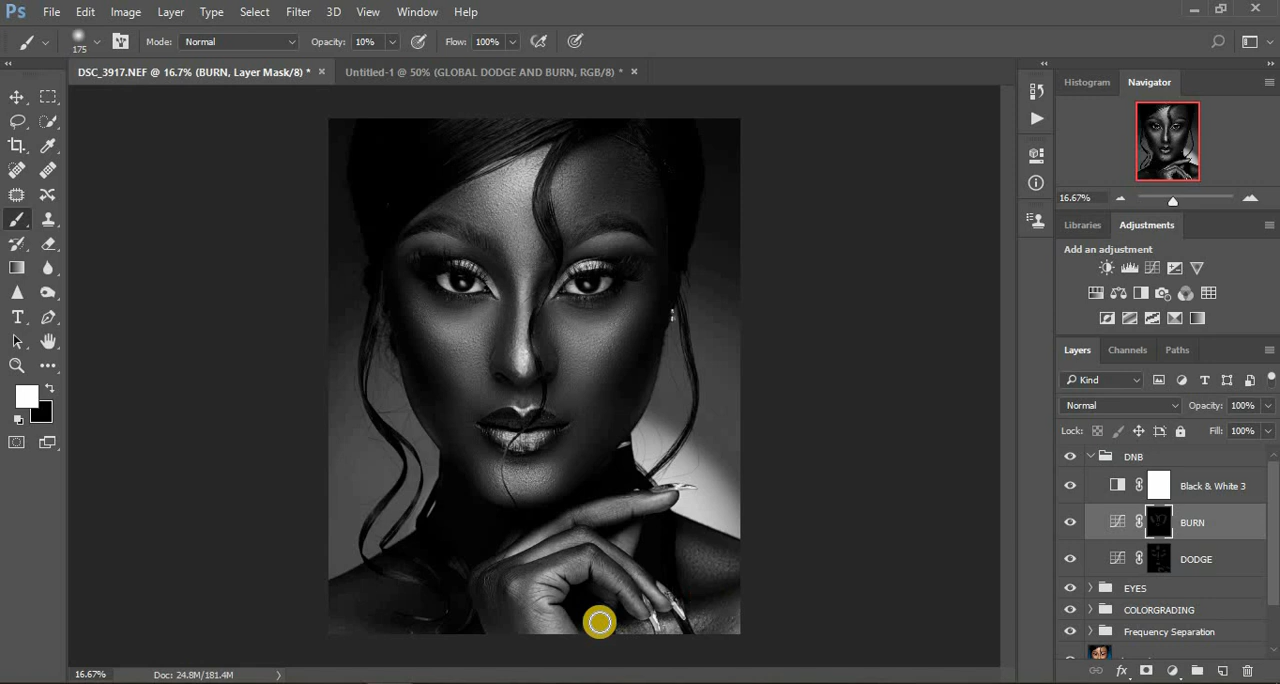 Ps File Edit Image Layer Type Select Filter 3D View Window Help
175 Mode: Normal Opacity: 10% Flow: 100%
DSC_3917.NEF @ 16.7% (BURN, Layer Mask/8) * × Untitled-1 @ 50% (GLOBAL DODGE AND BURN, RGB/8) * ×
Histogram Navigator
16.67%
Libraries Adjustments
Add an adjustment
Layers Channels Paths
Kind
Normal Opacity: 100%
Lock: Fill: 100%
DNB
Black & White 3
BURN
DODGE
EYES
COLORGRADING
Frequency Separation
16.67% Doc: 24.8M/181.4M